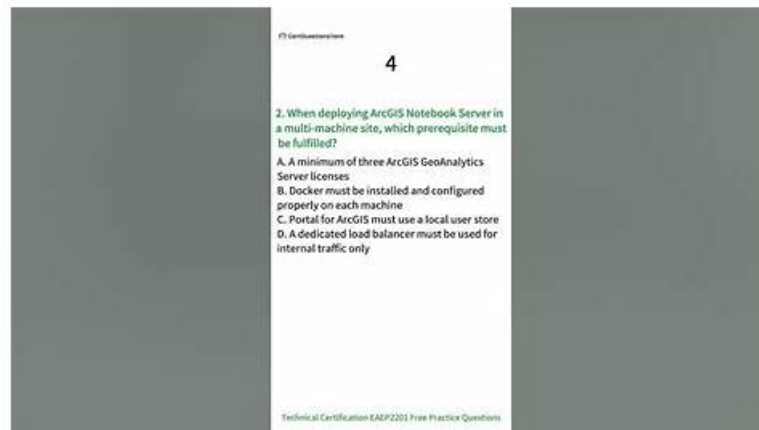 4
2. When deploying ArcGIS Notebook Server in
a multi-machine site, which prerequisite must
be fulfilled?
A. A minimum of three ArcGIS GeoAnalytics
Server licenses
B. Docker must be installed and configured
properly on each machine
C. Portal for ArcGIS must use a local user store
D. A dedicated load balancer must be used for
internal traffic only
Technical Certification EAEP2201 Free Practice Questions